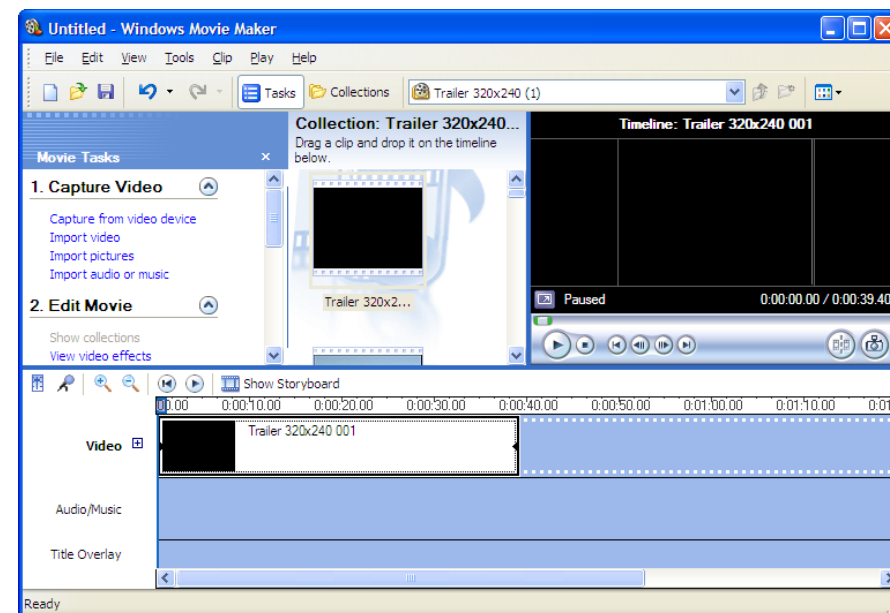 Untitled - Windows Movie Maker
File Edit View Tools Clip Play Help
Tasks Collections Trailer 320x240 (1)
Movie Tasks
1. Capture Video
Capture from video device
Import video
Import pictures
Import audio or music
2. Edit Movie
Show collections
View video effects
Collection: Trailer 320x240...
Drag a clip and drop it on the timeline
below.
Trailer 320x2...
Timeline: Trailer 320x240 001
Paused 0:00:00.00 / 0:00:39.40
Show Storyboard
0.00 0:00:10.00 0:00:20.00 0:00:30.00 0:00:40.00 0:00:50.00 0:01:00.00 0:01:10.00 0:01
Video Trailer 320x240 001
Audio/Music
Title Overlay
Ready